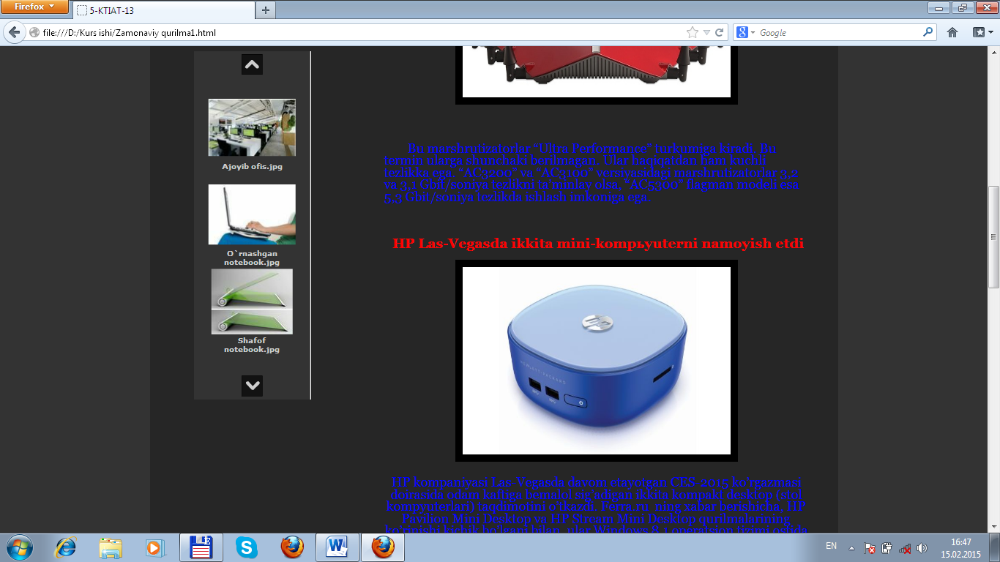 Firefox
5-KTIAT-13
file:///D:/Kurs ishi/Zamonaviy qurilma1.html
Google
Ajoyib ofis.jpg
O`rnashgan
notebook.jpg
Shafof
notebook.jpg
Bu marshrutizatorlar “Ultra Performance” turkumiga kiradi. Bu
termin ularga shunchaki berilmagan. Ular haqiqatdan ham kuchli
tezlikka ega. “AC3200” va “AC3100” versiyasidagi marshrutizatorlar 3,2
va 3,1 Gbit/soniya tezlikni ta`minlay olsa, “AC5300” flagman modeli esa
5,3 Gbit/soniya tezlikda ishlash imkoniga ega.
HP Las-Vegasda ikkita mini-kompьyuterni namoyish etdi
hp
HEWLETT-PACKARD
HP kompaniyasi Las-Vegasda davom etayotgan CES-2015 ko’rgazmasi
doirasida odam kaftiga bemalol sig’adigan ikkita kompakt desktop (stol
kompyuterlari) taqdimotini o’tkazdi. Ferra.ru ning xabar berishicha, HP
Pavilion Mini Desktop va HP Stream Mini Desktop qurilmalarining
ko’rinishi kichik bo’lgani bilan, ular Windows 8.1 operatsion tizimi ostida
EN
16:47
15.02.2015